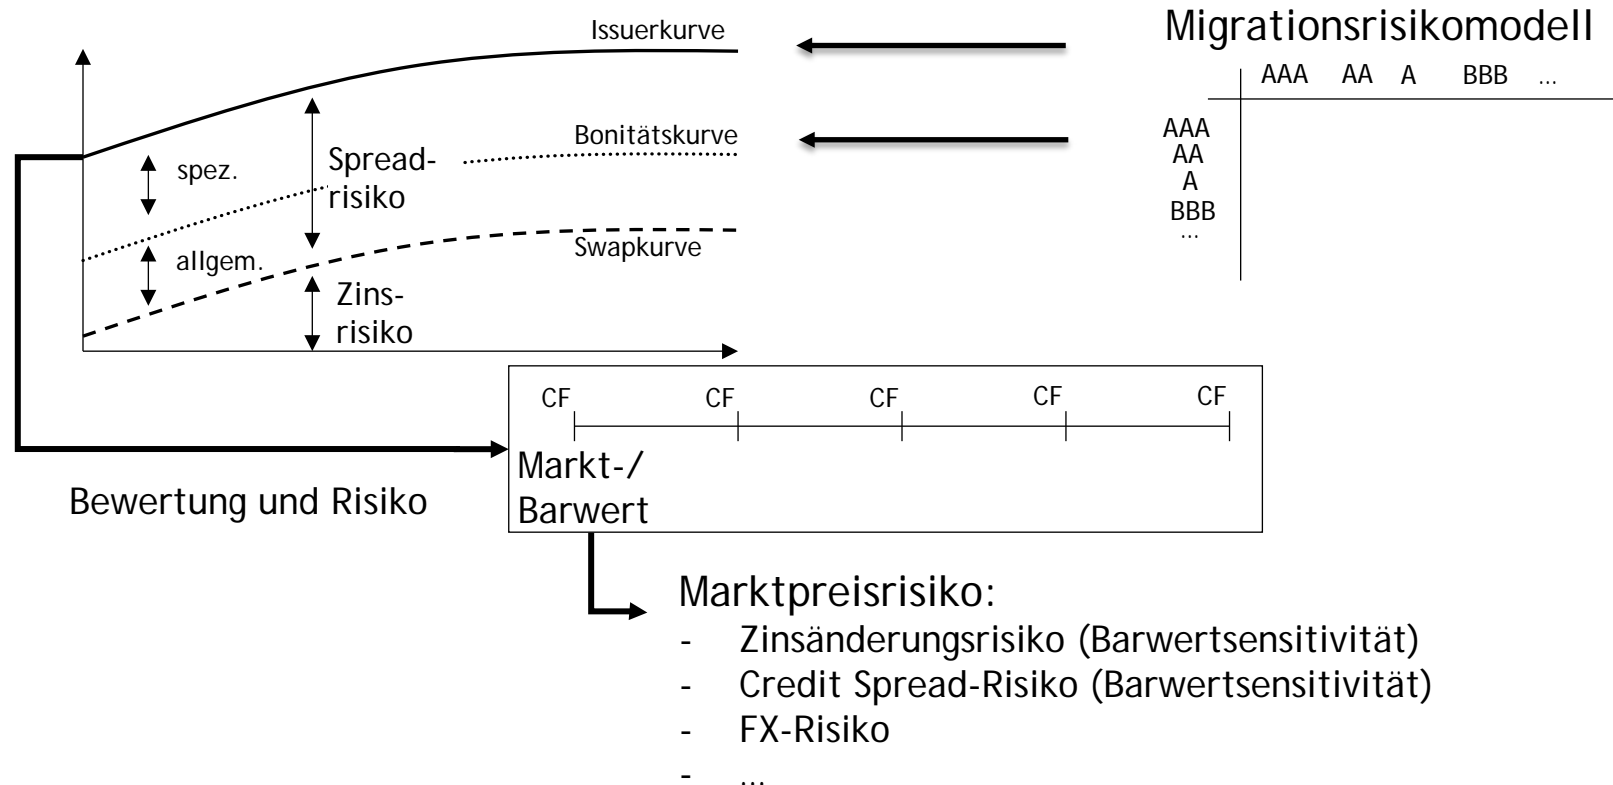 Migrationsrisikomodell
AAA AA A BBB ...
AAA
AA
A
BBB
...
Issuerkurve
Bonitätskurve
Swapkurve
spez.
allgem.
Spread-
risiko
Zins-
risiko
CF CF CF CF CF
Markt-/
Barwert
Bewertung und Risiko
Marktpreisrisiko:
- Zinsänderungsrisiko (Barwertsensitivität)
- Credit Spread-Risiko (Barwertsensitivität)
- FX-Risiko
- ...